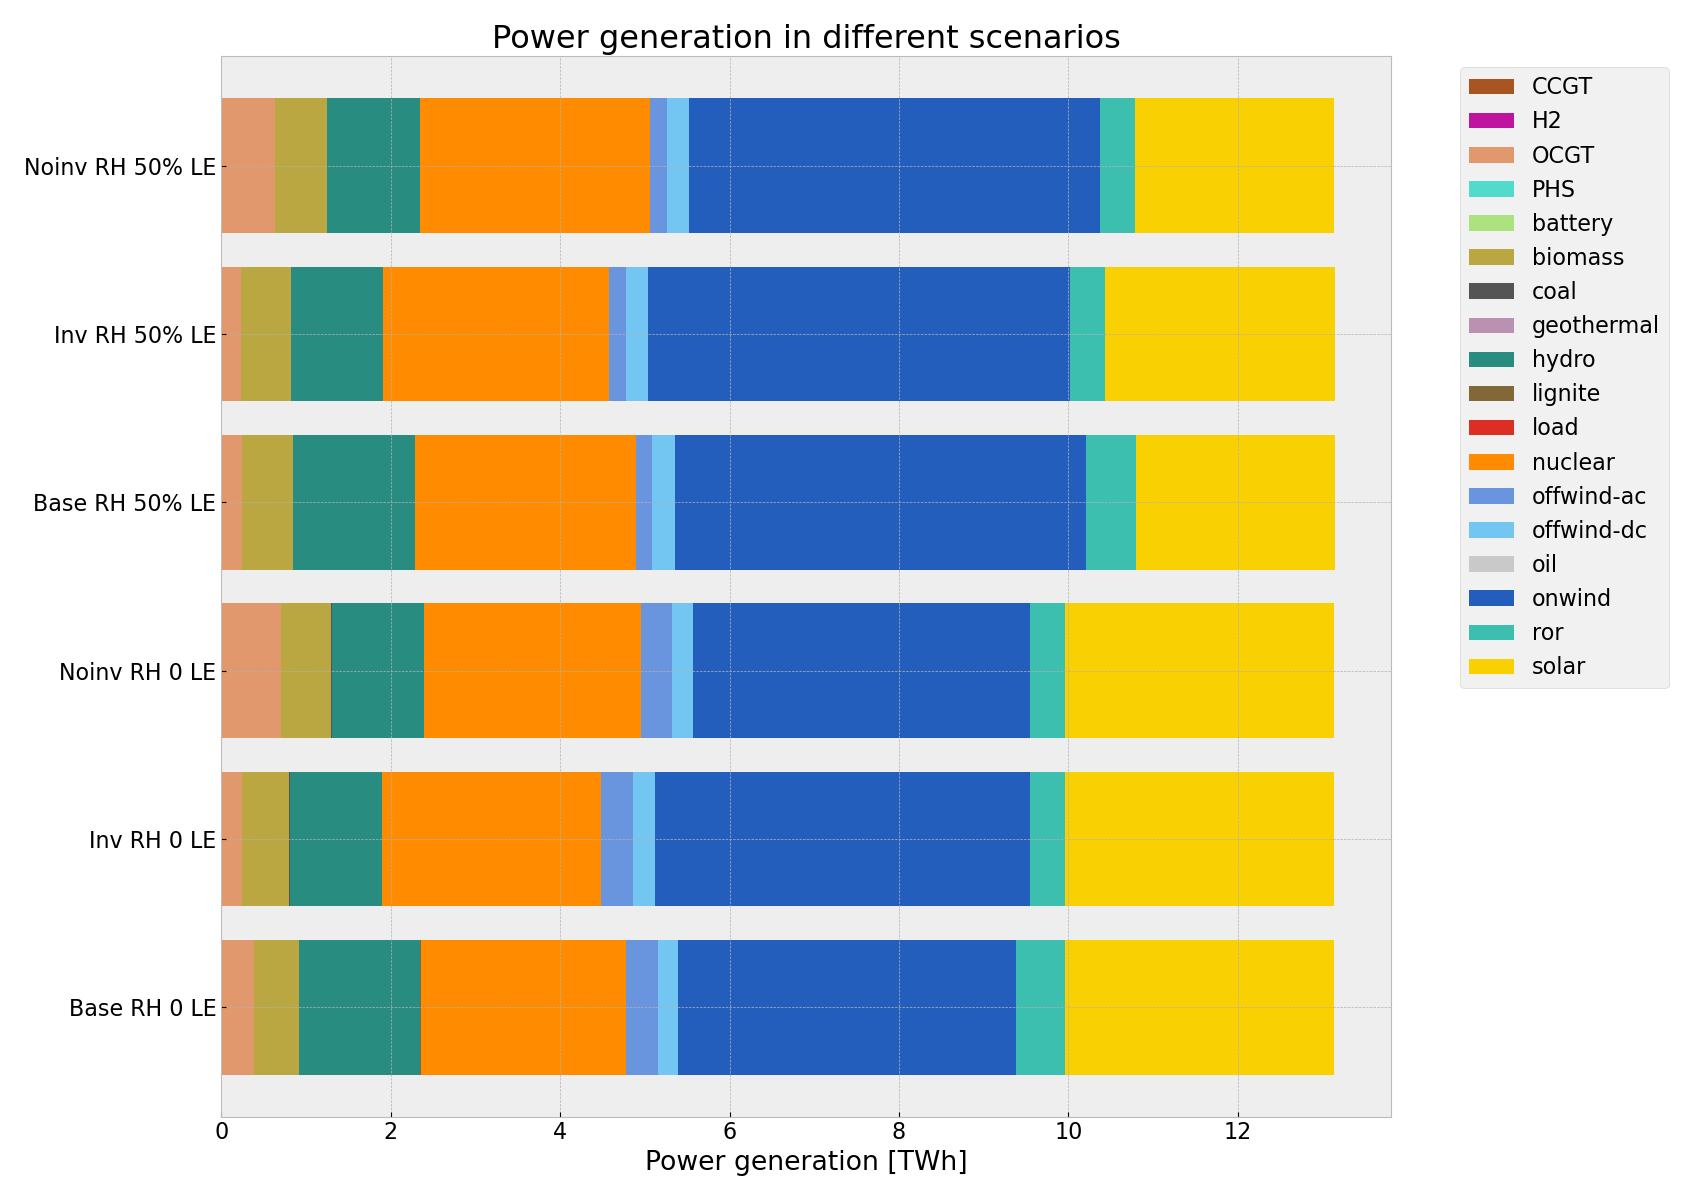 Power generation in different scenarios
Noinv RH 50% LE
Inv RH 50% LE
Base RH 50% LE
Noinv RH 0 LE
Inv RH 0 LE
Base RH 0 LE
0 2 4 6 8 10 12
Power generation [TWh]
CCGT
H2
OCGT
PHS
battery
biomass
coal
geothermal
hydro
lignite
load
nuclear
offwind-ac
offwind-dc
oil
onwind
ror
solar